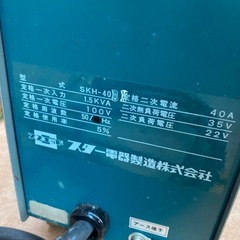 型式 SKH-40
定格一次入力 1.5KVA 定格二次電流 40A
定格一次電圧 100V 二次無負荷電圧 35V
定格周波数 50/ Hz 二次負荷電圧 22V
定格使用率 5%
スター電器製造株式会社
アース端子